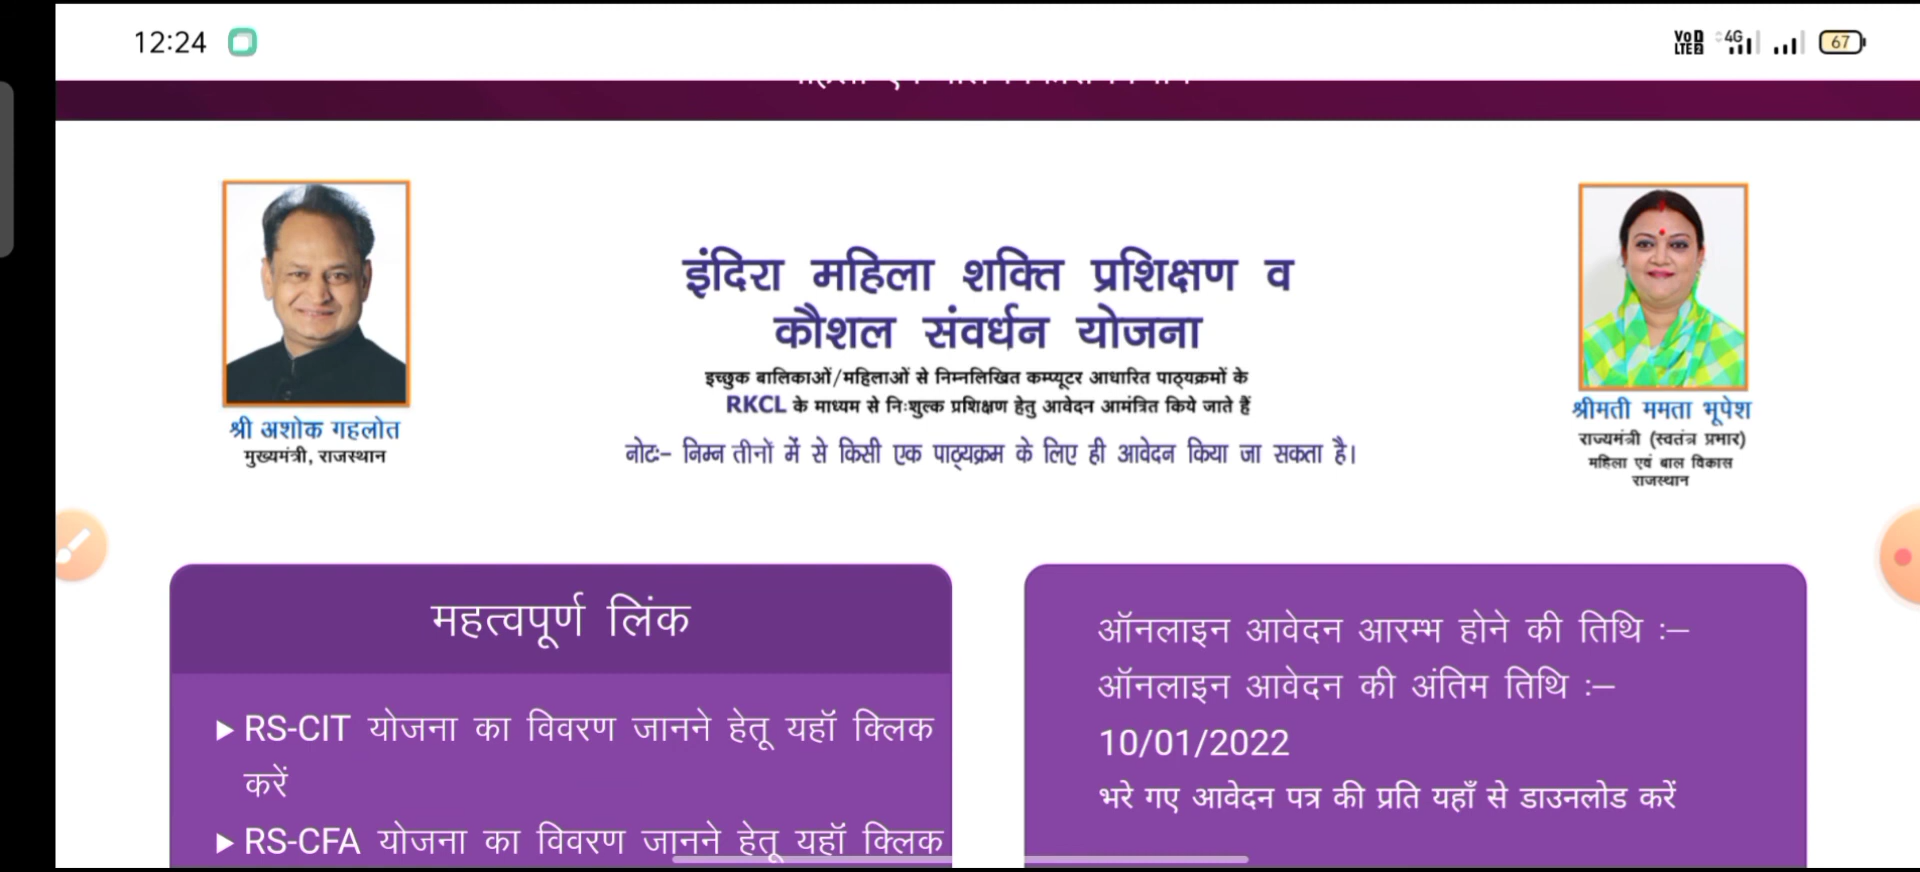 12:24
Vo LTE 2 4G 67
इंदिरा महिला शक्ति प्रशिक्षण व
कौशल संवर्धन योजना
इच्छुक बालिकाओं/महिलाओं से निम्नलिखित कम्प्यूटर आधारित पाठ्यक्रमों के
RKCL के माध्यम से निःशुल्क प्रशिक्षण हेतु आवेदन आमंत्रित किये जाते हैं
नोटः- निम्न तीनों में से किसी एक पाठ्यक्रम के लिए ही आवेदन किया जा सकता है।
श्री अशोक गहलोत
मुख्यमंत्री, राजस्थान
श्रीमती ममता भूपेश
राज्यमंत्री (स्वतंत्र प्रभार)
महिला एवं बाल विकास
राजस्थान
महत्वपूर्ण लिंक
▶ RS-CIT योजना का विवरण जानने हेतू यहॉ क्लिक
करें
▶ RS-CFA योजना का विवरण जानने हेतू यहॉ क्लिक
ऑनलाइन आवेदन आरम्भ होने की तिथि :–
ऑनलाइन आवेदन की अंतिम तिथि :–
10/01/2022
भरे गए आवेदन पत्र की प्रति यहाँ से डाउनलोड करें